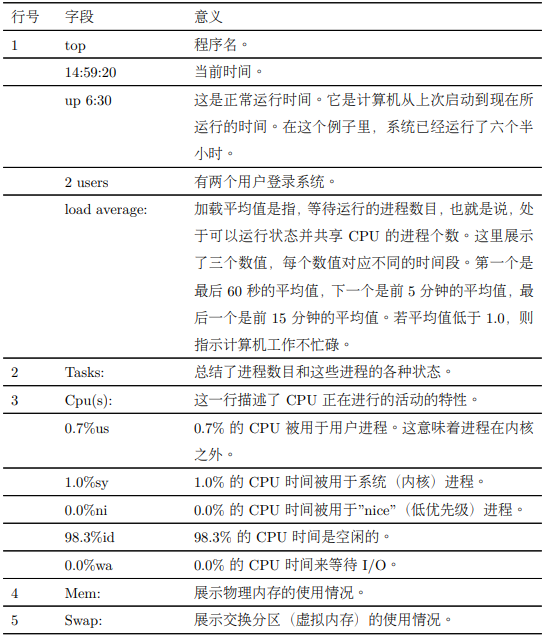 行号 字段 意义
1 top 程序名。
14:59:20 当前时间。
up 6:30 这是正常运行时间。它是计算机从上次启动到现在所
运行的时间。在这个例子里，系统已经运行了六个半
小时。
2 users 有两个用户登录系统。
load average: 加载平均值是指，等待运行的进程数目，也就是说，处
于可以运行状态并共享 CPU 的进程个数。这里展示
了三个数值，每个数值对应不同的时间段。第一个是
最后 60 秒的平均值，下一个是前 5 分钟的平均值，最
后一个是前 15 分钟的平均值。若平均值低于 1.0，则
指示计算机工作不忙碌。
2 Tasks: 总结了进程数目和这些进程的各种状态。
3 Cpu(s): 这一行描述了 CPU 正在进行的活动的特性。
0.7%us 0.7% 的 CPU 被用于用户进程。这意味着进程在内核
之外。
1.0%sy 1.0% 的 CPU 时间被用于系统（内核）进程。
0.0%ni 0.0% 的 CPU 时间被用于”nice”（低优先级）进程。
98.3%id 98.3% 的 CPU 时间是空闲的。
0.0%wa 0.0% 的 CPU 时间来等待 I/O。
4 Mem: 展示物理内存的使用情况。
5 Swap: 展示交换分区（虚拟内存）的使用情况。